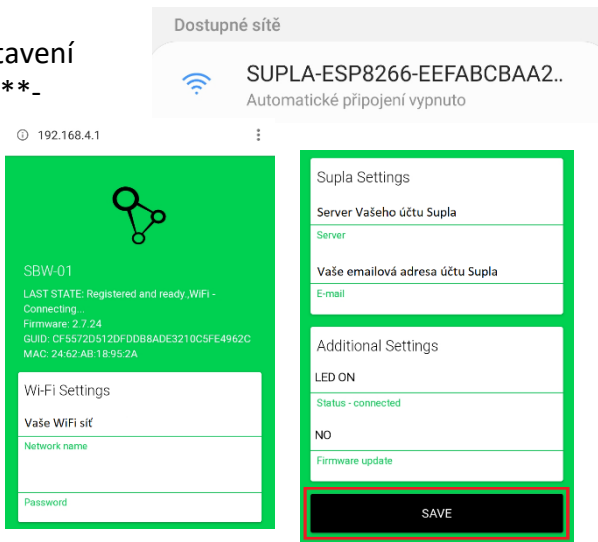 tavení
**-
Dostupné sítě
SUPLA-ESP8266-EEFABCBAA2..
Automatické připojení vypnuto
192.168.4.1
SBW-01
LAST STATE: Registered and ready.,WiFi -
Connecting...
Firmware: 2.7.24
GUID: CF5572D512DFDDB8ADE3210C5FE4962C
MAC: 24:62:AB:18:95:2A
Wi-Fi Settings
Vaše WiFi síť
Network name
Password
Supla Settings
Server Vašeho účtu Supla
Server
Vaše emailová adresa účtu Supla
E-mail
Additional Settings
LED ON
Status - connected
NO
Firmware update
SAVE